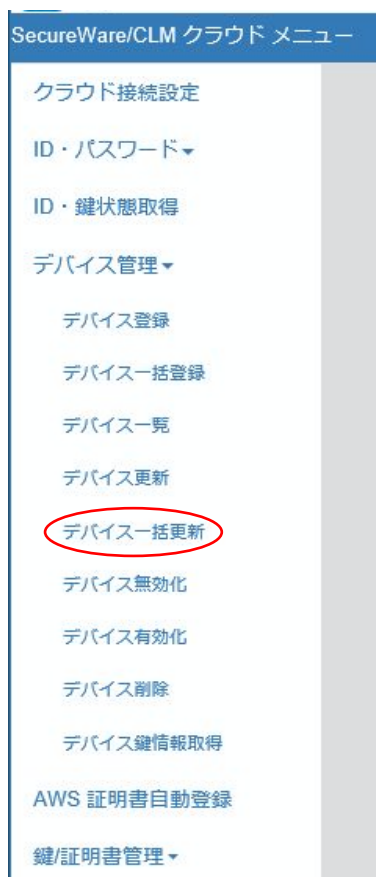 SecureWare/CLM クラウド メニュー
クラウド接続設定
ID・パスワード
ID・鍵状態取得
デバイス管理
デバイス登録
デバイス一括登録
デバイス一覧
デバイス更新
デバイス一括更新
デバイス無効化
デバイス有効化
デバイス削除
デバイス鍵情報取得
AWS 証明書自動登録
鍵/証明書管理